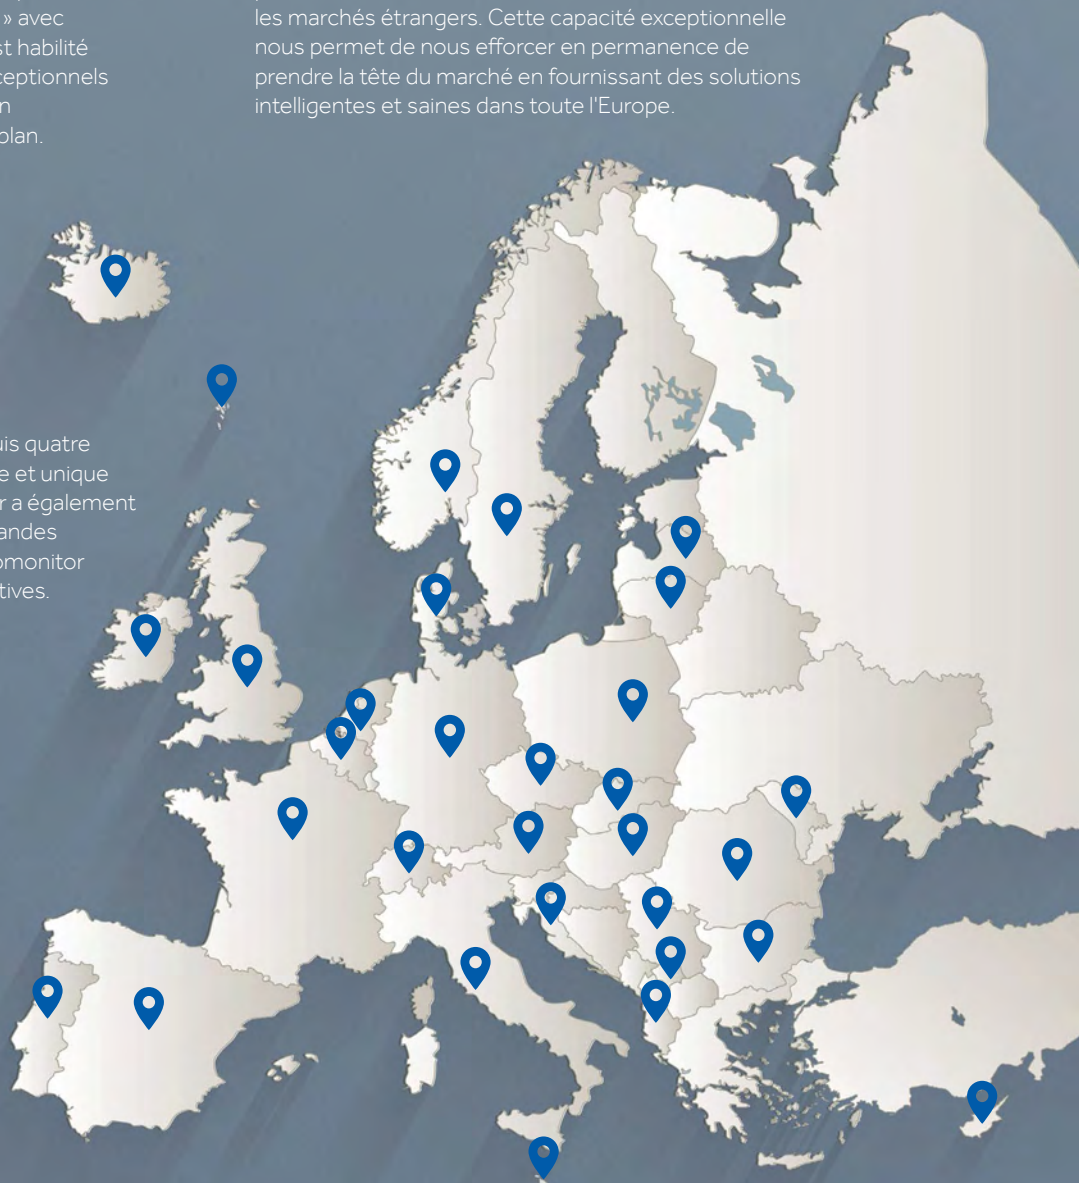 » avec
st habilité
ceptionnels
n
plan.
les marchés étrangers. Cette capacité exceptionnelle
nous permet de nous efforcer en permanence de
prendre la tête du marché en fournissant des solutions
intelligentes et saines dans toute l'Europe.
uis quatre
e et unique
r a également
andes
omonitor
tives.